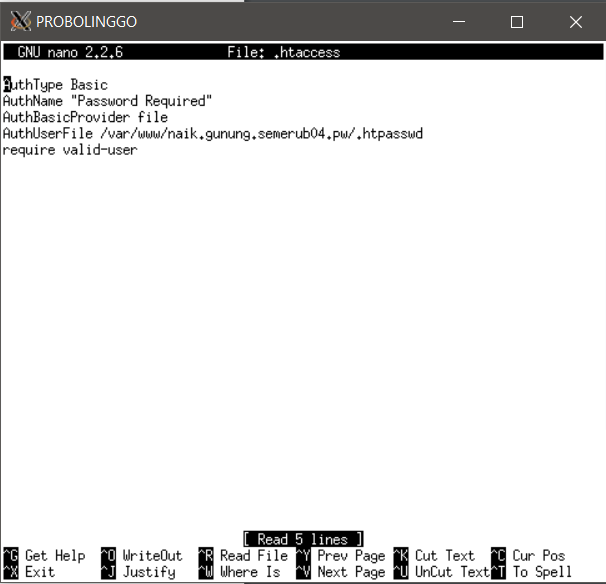 PROBOLINGGO
GNU nano 2.2.6 File: .htaccess
AuthType Basic
AuthName "Password Required"
AuthBasicProvider file
AuthUserFile /var/www/naik.gunung.semerub04.pw/.htpasswd
require valid-user
[ Read 5 lines ]
^G Get Help ^O WriteOut ^R Read File ^Y Prev Page ^K Cut Text ^C Cur Pos
^X Exit ^J Justify ^W Where Is ^V Next Page ^U UnCut Text ^T To Spell